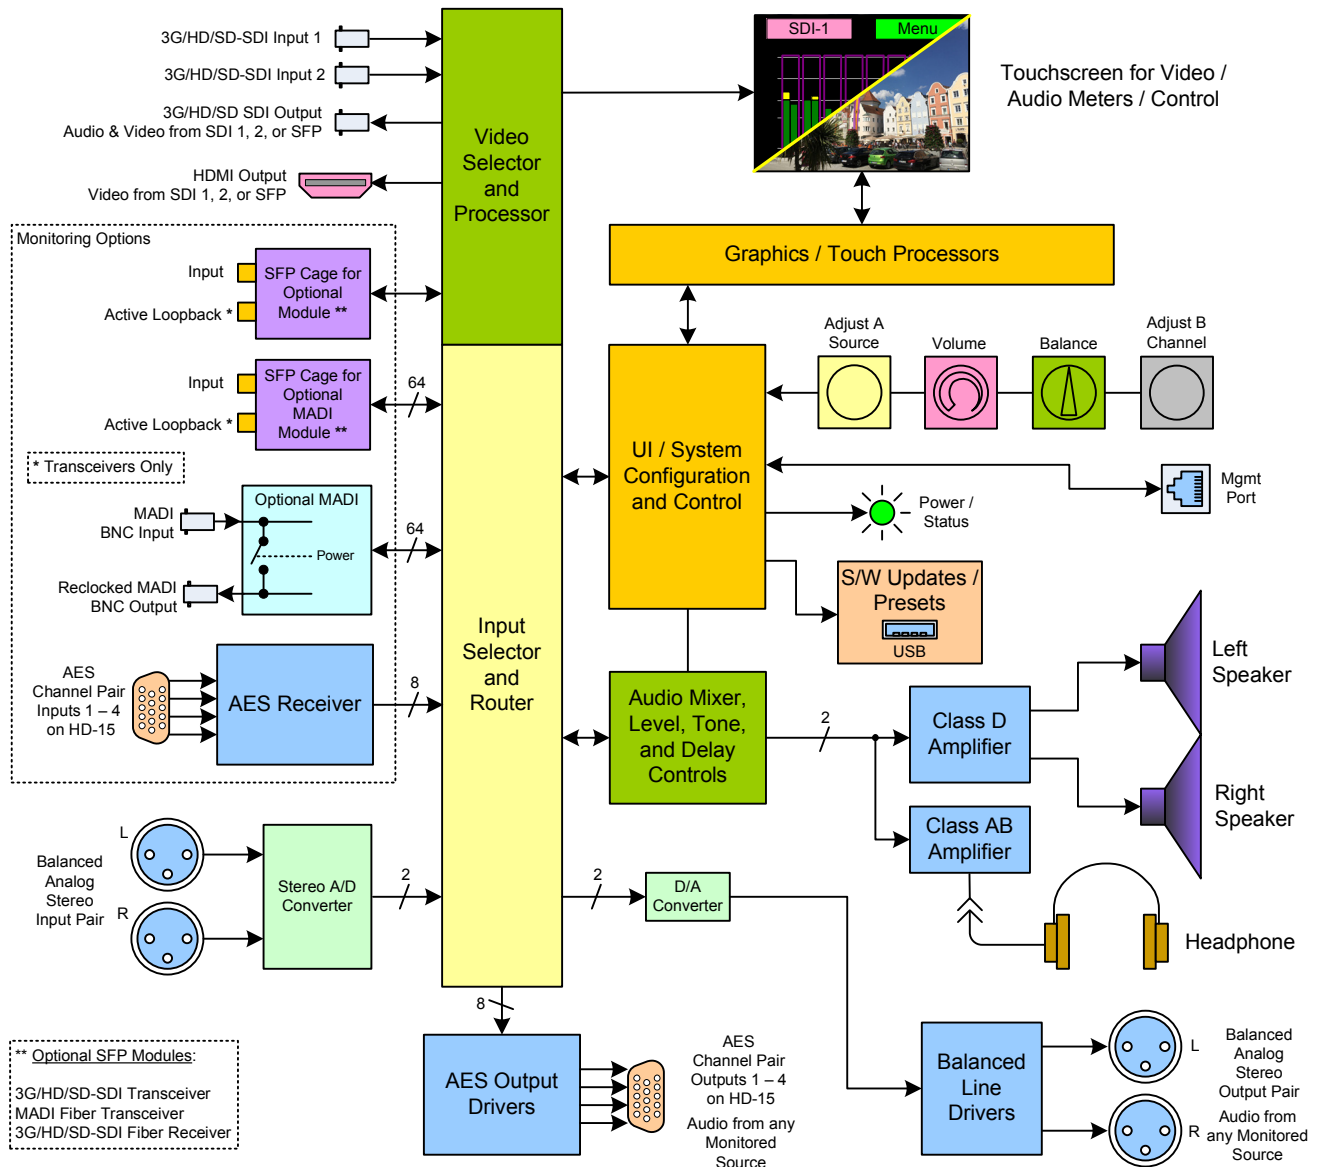 3G/HD/SD-SDI Input 1
3G/HD/SD-SDI Input 2
3G/HD/SD SDI Output
Audio & Video from SDI 1, 2, or SFP
HDMI Output
Video from SDI 1, 2, or SFP
Video
Selector
and
Processor
SDI-1
Menu
Touchscreen for Video /
Audio Meters / Control
Graphics / Touch Processors
Monitoring Options
Input
Active Loopback *
SFP Cage for
Optional
Module **
Input
Active Loopback *
SFP Cage for
Optional
MADI
Module **
64
* Transceivers Only
Optional MADI
MADI
BNC Input
Power
Reclocked MADI
BNC Output
64
AES
Channel Pair
Inputs 1 – 4
on HD-15
AES Receiver
8
Input
Selector
and
Router
UI / System
Configuration
and Control
Adjust A
Source
Volume
Balance
Adjust B
Channel
Mgmt
Port
Power /
Status
S/W Updates /
Presets
USB
Audio Mixer,
Level, Tone,
and Delay
Controls
2
Class D
Amplifier
Left
Speaker
Right
Speaker
Class AB
Amplifier
Headphone
Balanced
Analog
Stereo
Input Pair
L
R
Stereo A/D
Converter
2
2
D/A
Converter
8
AES Output
Drivers
AES
Channel Pair
Outputs 1 – 4
on HD-15
Audio from any
Monitored
Source
Balanced
Line
Drivers
L
R
Balanced
Analog
Stereo
Output Pair
Audio from
any Monitored
Source
** Optional SFP Modules:
3G/HD/SD-SDI Transceiver
MADI Fiber Transceiver
3G/HD/SD-SDI Fiber Receiver